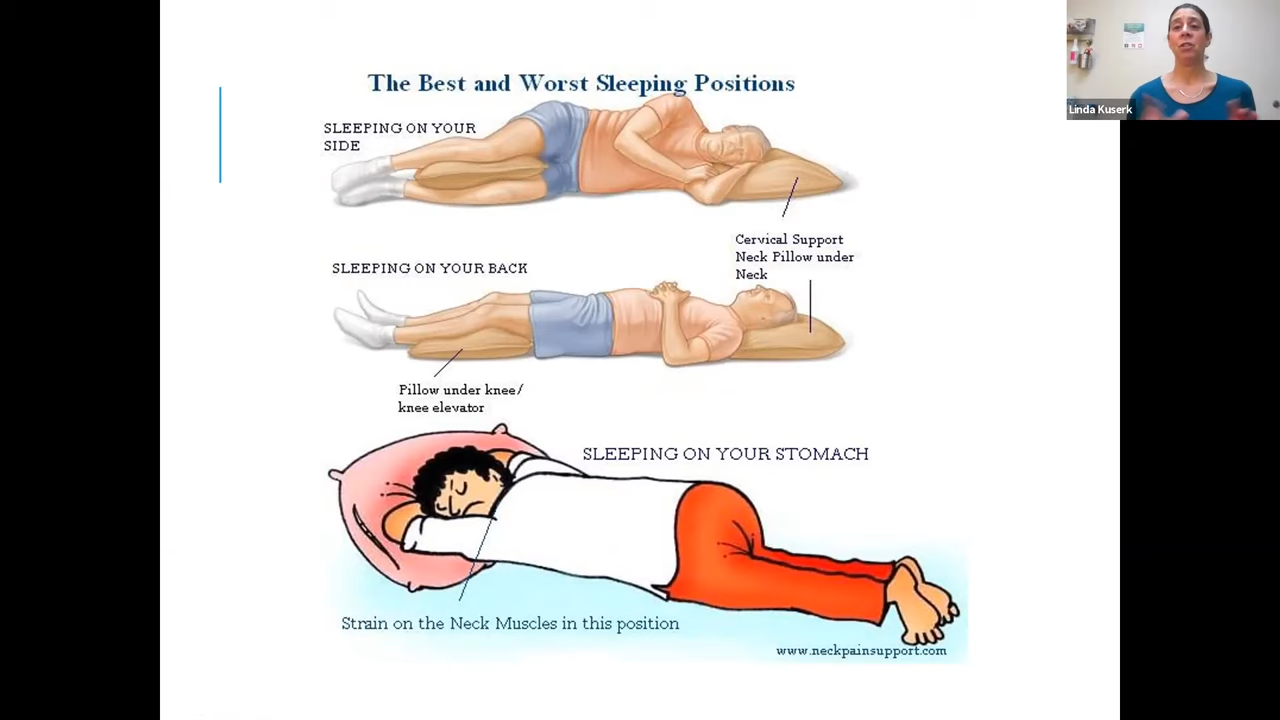 The Best and Worst Sleeping Positions
SLEEPING ON YOUR
SIDE
Cervical Support
Neck Pillow under
Neck
SLEEPING ON YOUR BACK
Pillow under knee/
knee elevator
SLEEPING ON YOUR STOMACH
Strain on the Neck Muscles in this position
www.neckpainsupport.com
Linda Kuserk